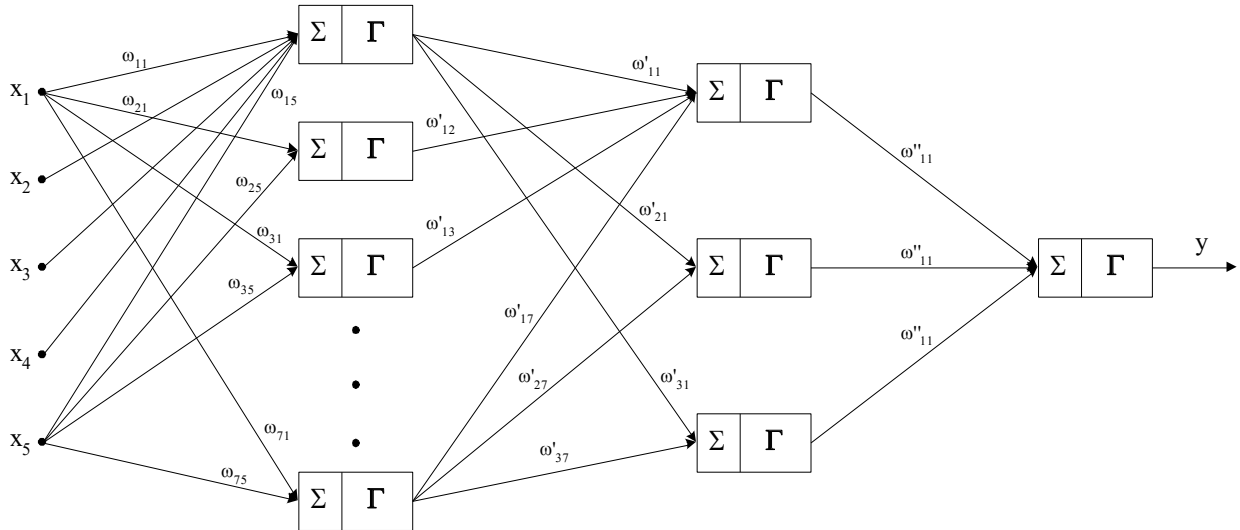 Σ Γ
ω11
ω'11
Σ Γ
x1
ω21
ω15
ω'12
Σ Γ
ω''11
x2
ω25
ω31
ω'13
ω'21
Σ Γ
Σ Γ
ω''11
Σ Γ
y
x3
ω35
ω'17
ω''11
x4
ω'27
ω'31
x5
ω71
ω'37
Σ Γ
ω75
Σ Γ